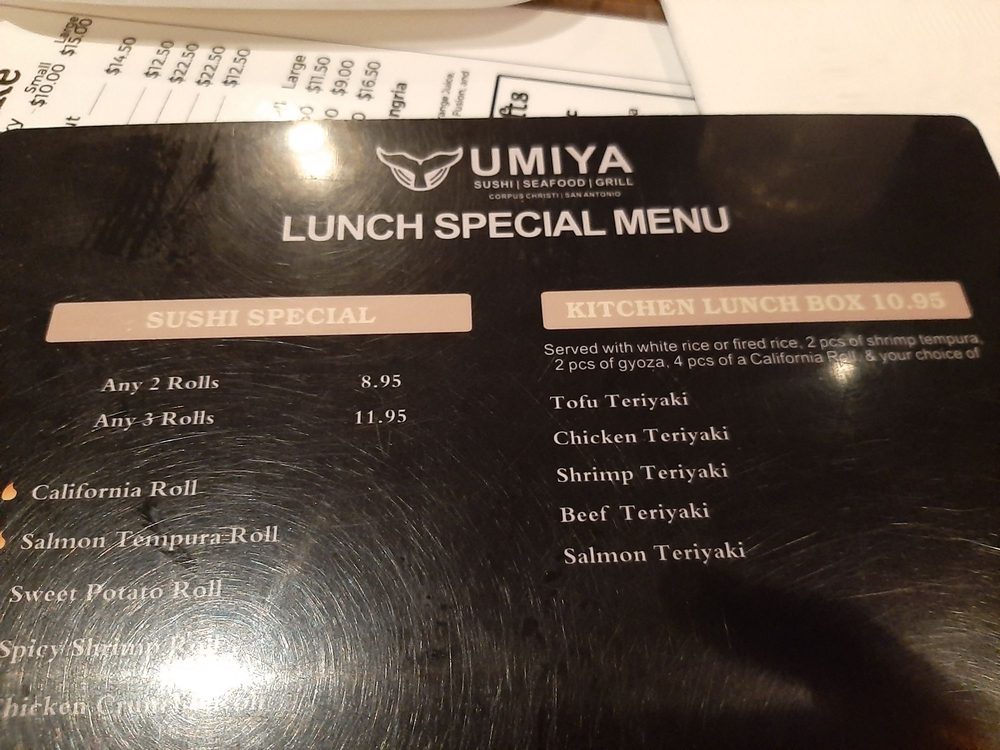 Small
Large
$10.00
$15.00
$14.50
$12.50
$22.50
$22.50
$12.50
Large
$11.50
$9.00
$16.50
UMIYA
SUSHI | SEAFOOD | GRILL
CORPUS CHRISTI | SAN ANTONIO
LUNCH SPECIAL MENU
SUSHI SPECIAL
Any 2 Rolls 8.95
Any 3 Rolls 11.95
California Roll
Salmon Tempura Roll
Sweet Potato Roll
Spicy Shrimp Roll
KITCHEN LUNCH BOX 10.95
Served with white rice or fired rice, 2 pcs of shrimp tempura,
2 pcs of gyoza, 4 pcs of a California Roll, & your choice of
Tofu Teriyaki
Chicken Teriyaki
Shrimp Teriyaki
Beef Teriyaki
Salmon Teriyaki